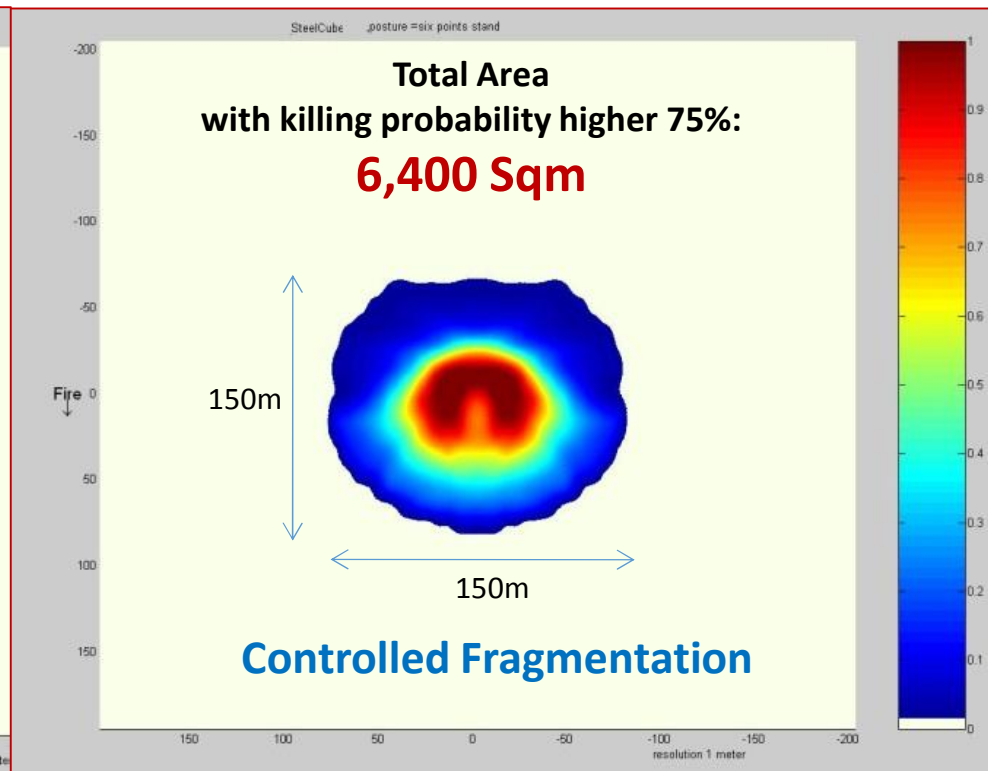 SteelCube ,posture =six points stand
Total Area
with killing probability higher 75%:
6,400 Sqm
-200
-150
-100
-50
Fire 0
50
100
150
150m
150m
Controlled Fragmentation
150 100 50 0 -50 -100 -150 -200
resolution 1 meter
1
0.9
0.8
0.7
0.6
0.5
0.4
0.3
0.2
0.1
0